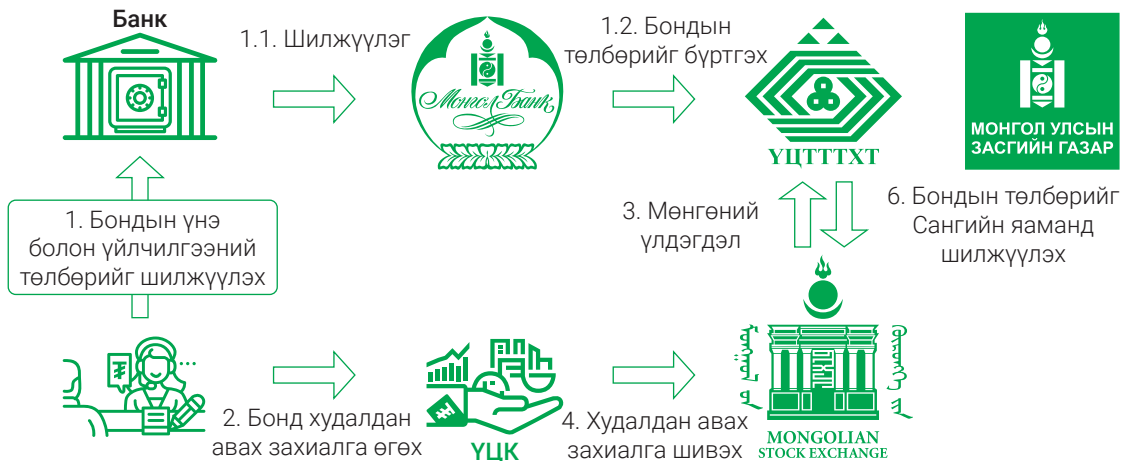 Банк
1.1. Шилжүүлэг
МонголБанк
1.2. Бондын
төлбөрийг бүртгэх
ҮЦТТТХТ
МОНГОЛ УЛСЫН
ЗАСГИЙН ГАЗАР
1. Бондын үнэ
болон үйлчилгээний
төлбөрийг шилжүүлэх
3. Мөнгөний
үлдэгдэл
6. Бондын төлбөрийг
Сангийн яаманд
шилжүүлэх
2. Бонд худалдан
авах захиалга өгөх
ҮЦК
4. Худалдан авах
захиалга шивэх
MONGOLIAN
STOCK EXCHANGE